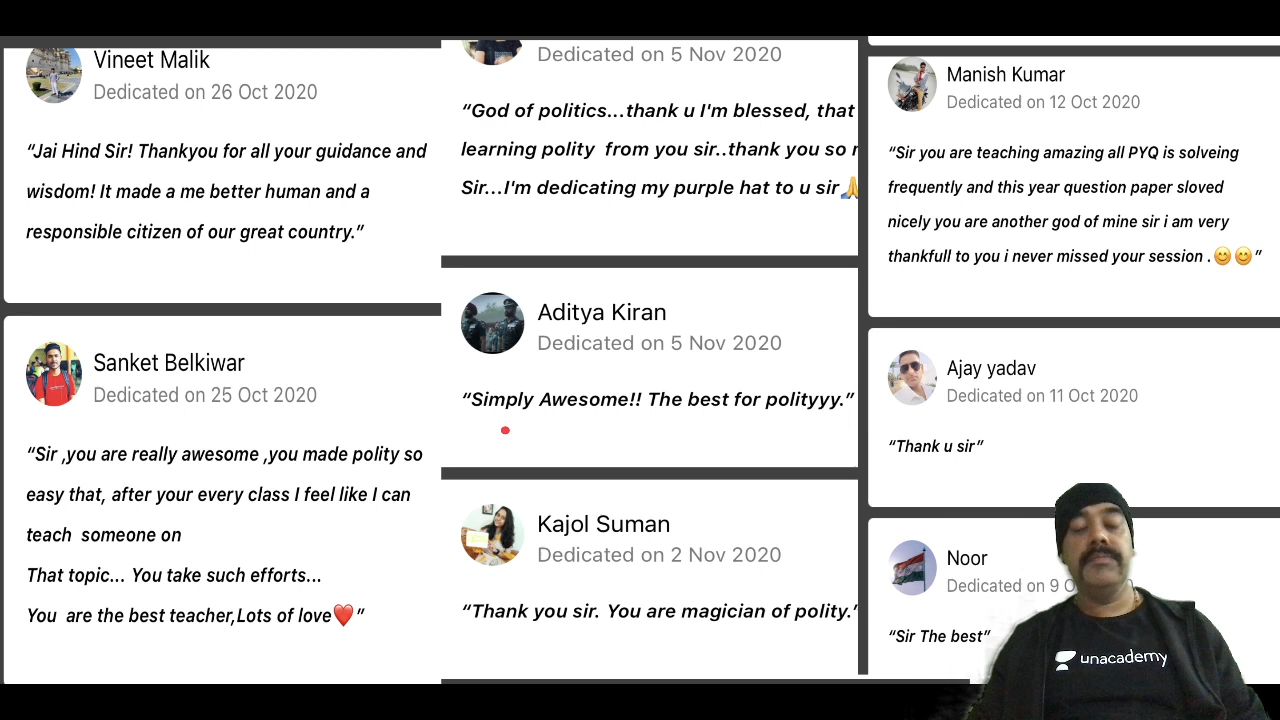 Vineet Malik
Dedicated on 26 Oct 2020
“Jai Hind Sir! Thankyou for all your guidance and
wisdom! It made a me better human and a
responsible citizen of our great country.”
Sanket Belkiwar
Dedicated on 25 Oct 2020
“Sir ,you are really awesome ,you made polity so
easy that, after your every class I feel like I can
teach  someone on
That topic... You take such efforts...
You  are the best teacher,Lots of love❤️”
Dedicated on 5 Nov 2020
“God of politics...thank u I'm blessed, that
learning polity  from you sir..thank you so
Sir...I'm dedicating my purple hat to u sir🙏
Aditya Kiran
Dedicated on 5 Nov 2020
“Simply Awesome!! The best for polityyy.”
Kajol Suman
Dedicated on 2 Nov 2020
“Thank you sir. You are magician of polity.”
Manish Kumar
Dedicated on 12 Oct 2020
“Sir you are teaching amazing all PYQ is solveing
frequently and this year question paper sloved
nicely you are another god of mine sir i am very
thankfull to you i never missed your session .😊😊”
Ajay yadav
Dedicated on 11 Oct 2020
“Thank u sir”
Noor
Dedicated on 9
“Sir The best”
unacademy